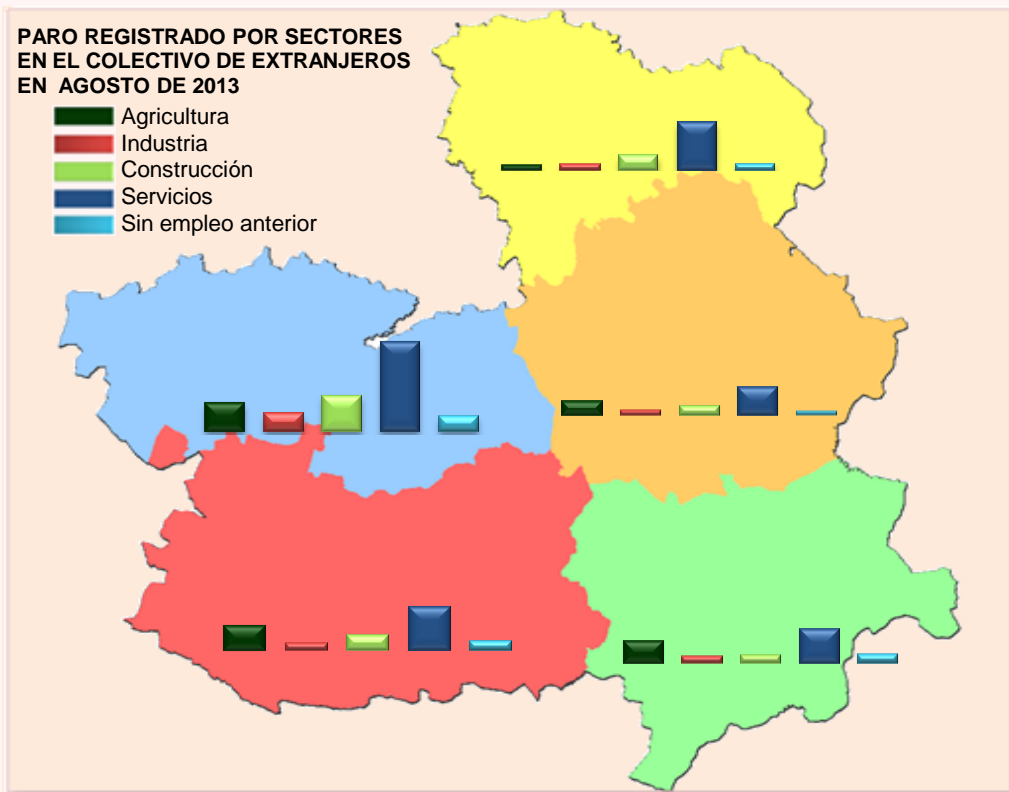 PARO REGISTRADO POR SECTORES
EN EL COLECTIVO DE EXTRANJEROS
EN AGOSTO DE 2013
Agricultura
Industria
Construcción
Servicios
Sin empleo anterior